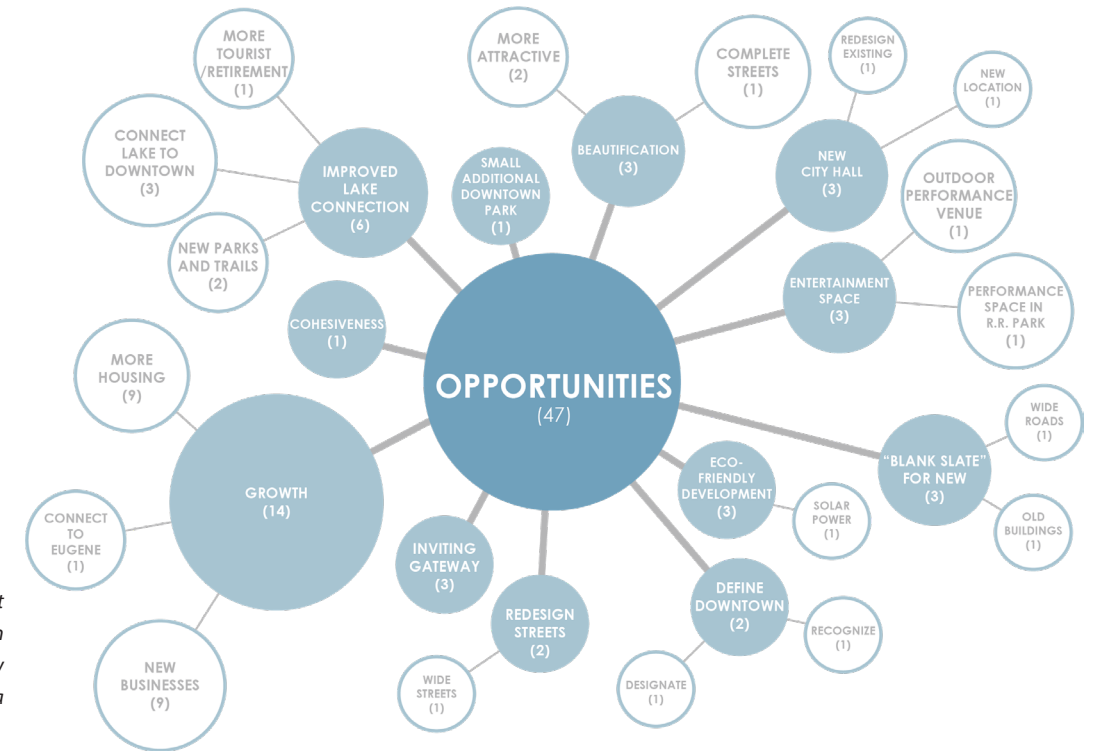 MORE
TOURIST
/RETIREMENT
(1)
CONNECT
LAKE TO
DOWNTOWN
(3)
NEW PARKS
AND TRAILS
(2)
IMPROVED
LAKE
CONNECTION
(6)
SMALL
ADDITIONAL
DOWNTOWN
PARK
(1)
MORE
ATTRACTIVE
(2)
COMPLETE
STREETS
(1)
BEAUTIFICATION
(3)
REDESIGN
EXISTING
(1)
NEW
LOCATION
(1)
NEW
CITY HALL
(3)
OUTDOOR
PERFORMANCE
VENUE
(1)
ENTERTAINMENT
SPACE
(3)
PERFORMANCE
SPACE IN
R.R. PARK
(1)
COHESIVENESS
(1)
OPPORTUNITIES
(47)
MORE
HOUSING
(9)
GROWTH
(14)
CONNECT
TO
EUGENE
(1)
NEW
BUSINESSES
(9)
INVITING
GATEWAY
(3)
REDESIGN
STREETS
(2)
WIDE
STREETS
(1)
ECO-
FRIENDLY
DEVELOPMENT
(3)
SOLAR
POWER
(1)
DEFINE
DOWNTOWN
(2)
RECOGNIZE
(1)
DESIGNATE
(1)
“BLANK SLATE”
FOR NEW
(3)
WIDE
ROADS
(1)
OLD
BUILDINGS
(1)